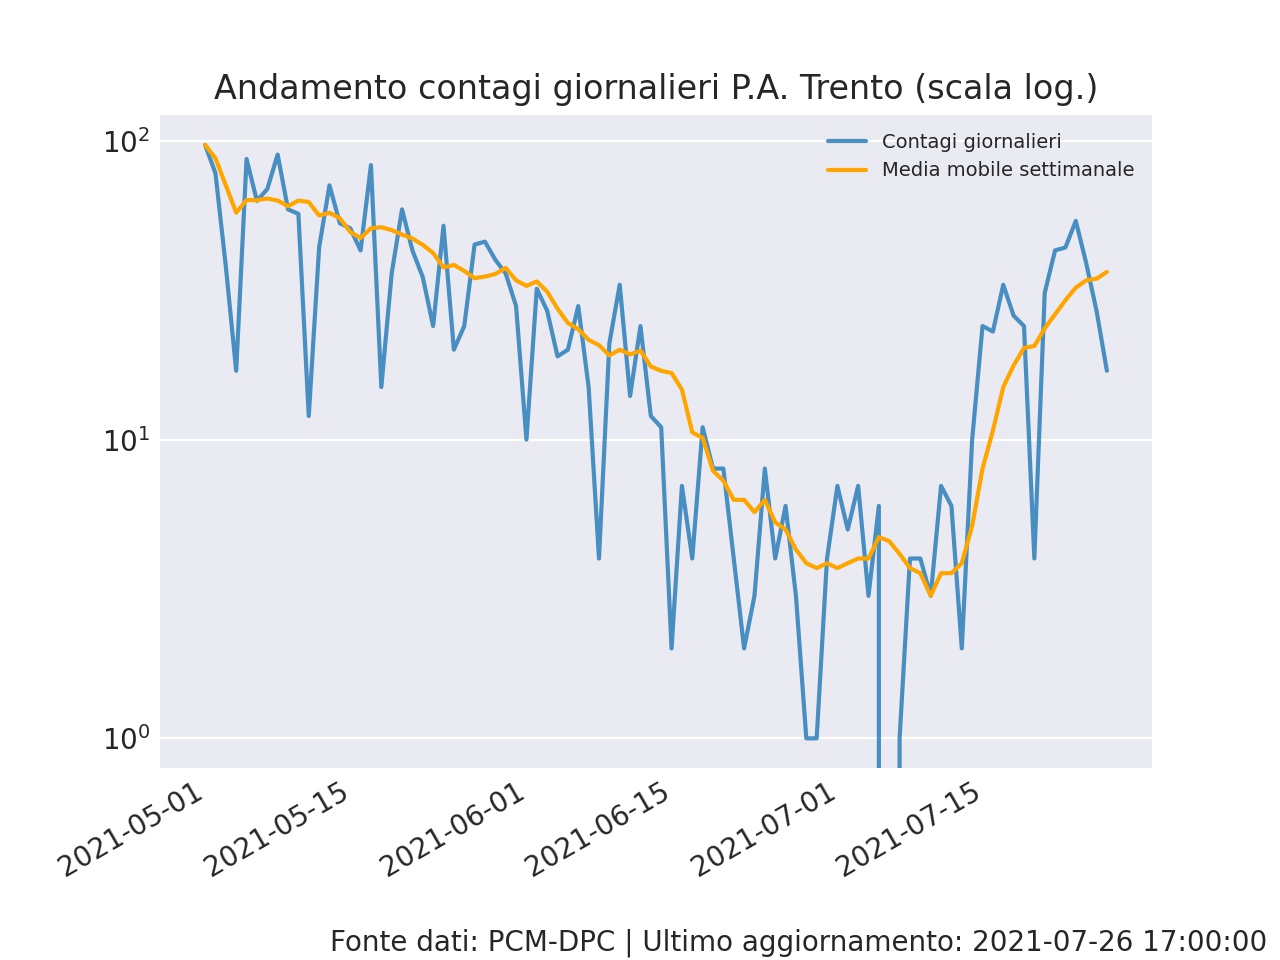 Andamento contagi giornalieri P.A. Trento (scala log.)
Contagi giornalieri
Media mobile settimanale
10²
10¹
10⁰
2021-05-01
2021-05-15
2021-06-01
2021-06-15
2021-07-01
2021-07-15
Fonte dati: PCM-DPC | Ultimo aggiornamento: 2021-07-26 17:00:00